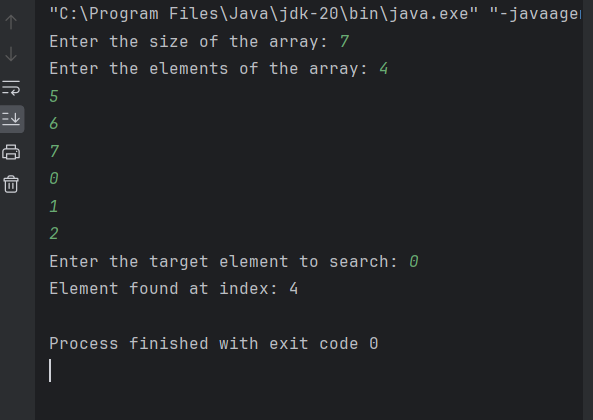 "C:\Program Files\Java\jdk-20\bin\java.exe" "-javaager
Enter the size of the array: 7
Enter the elements of the array: 4
5
6
7
0
1
2
Enter the target element to search: 0
Element found at index: 4
Process finished with exit code 0